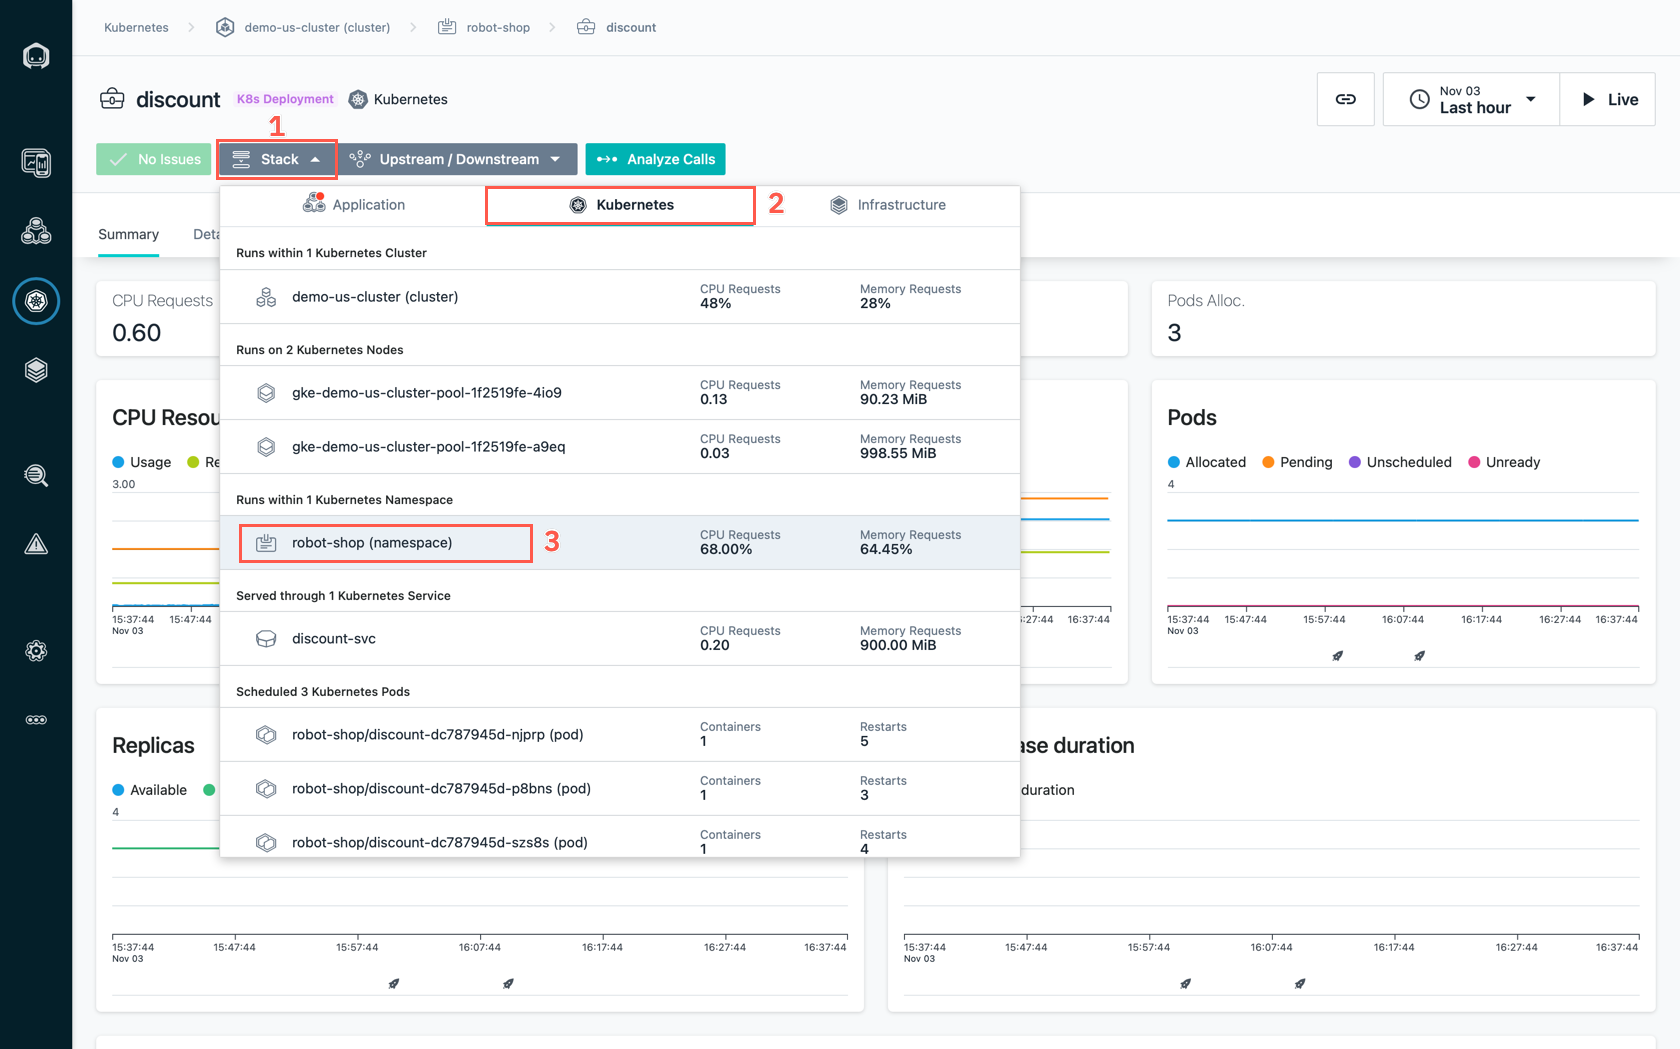 Kubernetes
demo-us-cluster (cluster)
robot-shop
discount
discount
K8s Deployment
Kubernetes
Nov 03
Last hour
Live
1
No Issues
Stack
Upstream / Downstream
Analyze Calls
Application
Kubernetes
2
Infrastructure
Summary
Deta
Runs within 1 Kubernetes Cluster
demo-us-cluster (cluster)
CPU Requests
48%
Memory Requests
28%
Runs on 2 Kubernetes Nodes
gke-demo-us-cluster-pool-1f2519fe-4io9
CPU Requests
0.13
Memory Requests
90.23 MiB
gke-demo-us-cluster-pool-1f2519fe-a9eq
CPU Requests
0.03
Memory Requests
998.55 MiB
Runs within 1 Kubernetes Namespace
robot-shop (namespace)
3
CPU Requests
68.00%
Memory Requests
64.45%
Served through 1 Kubernetes Service
discount-svc
CPU Requests
0.20
Memory Requests
900.00 MiB
Scheduled 3 Kubernetes Pods
robot-shop/discount-dc787945d-njprp (pod)
Containers
1
Restarts
5
robot-shop/discount-dc787945d-p8bns (pod)
Containers
1
Restarts
3
robot-shop/discount-dc787945d-szs8s (pod)
Containers
1
Restarts
4
CPU Requests
0.60
Pods Alloc.
3
CPU Resou
Usage
Re
3.00
15:37:44
Nov 03
15:47:44
:27:44
16:37:44
Pods
Allocated
Pending
Unscheduled
Unready
4
15:37:44
Nov 03
15:47:44
15:57:44
16:07:44
16:17:44
16:27:44
16:37:44
Replicas
Available
4
15:37:44
Nov 03
15:47:44
15:57:44
16:07:44
16:17:44
16:27:44
16:37:44
ase duration
duration
15:37:44
Nov 03
15:47:44
15:57:44
16:07:44
16:17:44
16:27:44
16:37:44